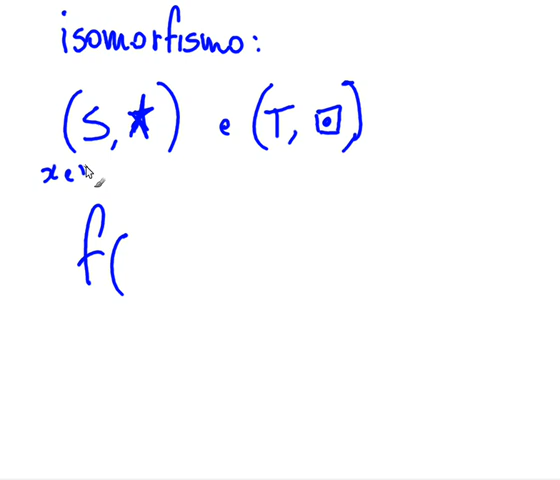 isomorfismo:
(S, ★) e (T, ⊡)
x e
f(